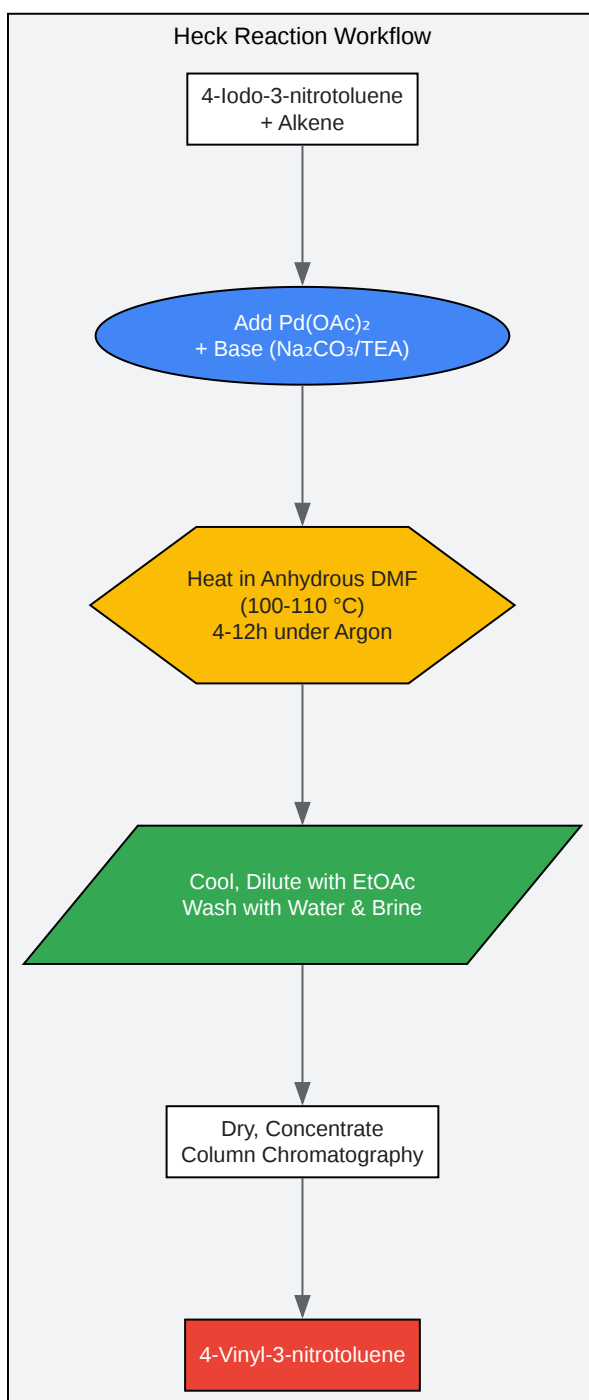 Heck Reaction Workflow
4-Iodo-3-nitrotoluene
+ Alkene
Add Pd(OAc)₂
+ Base (Na₂CO₃/TEA)
Heat in Anhydrous DMF
(100-110 °C)
4-12h under Argon
Cool, Dilute with EtOAc
Wash with Water & Brine
Dry, Concentrate
Column Chromatography
4-Vinyl-3-nitrotoluene